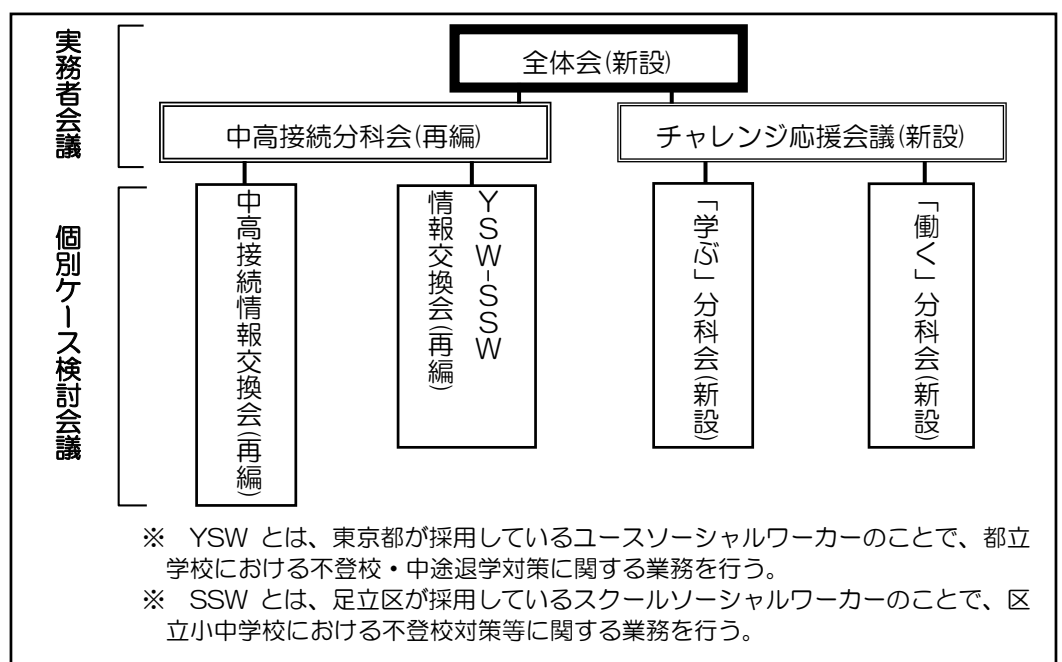 実務者会議
全体会(新設)
中高接続分科会(再編)
チャレンジ応援会議(新設)
個別ケース検討会議
中高接続情報交換会(再編)
YSW-SSW
情報交換会(再編)
「学ぶ」分科会(新設)
「働く」分科会(新設)
※ YSW とは、東京都が採用しているユースソーシャルワーカーのことで、都立
学校における不登校・中途退学対策に関する業務を行う。
※ SSW とは、足立区が採用しているスクールソーシャルワーカーのことで、区
立小中学校における不登校対策等に関する業務を行う。